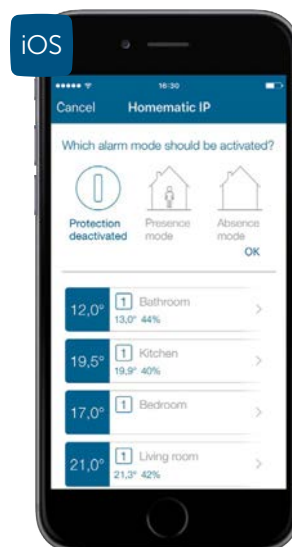 iOS
16:30
Cancel Homematic IP
Which alarm mode should be activated?
Protection Presence Absence
deactivated mode mode
OK
12,0° 1 Bathroom
13,0° 44%
19,5° 1 Kitchen
19,9° 40%
17,0° 1 Bedroom
21,0° 1 Living room
21,3° 42%